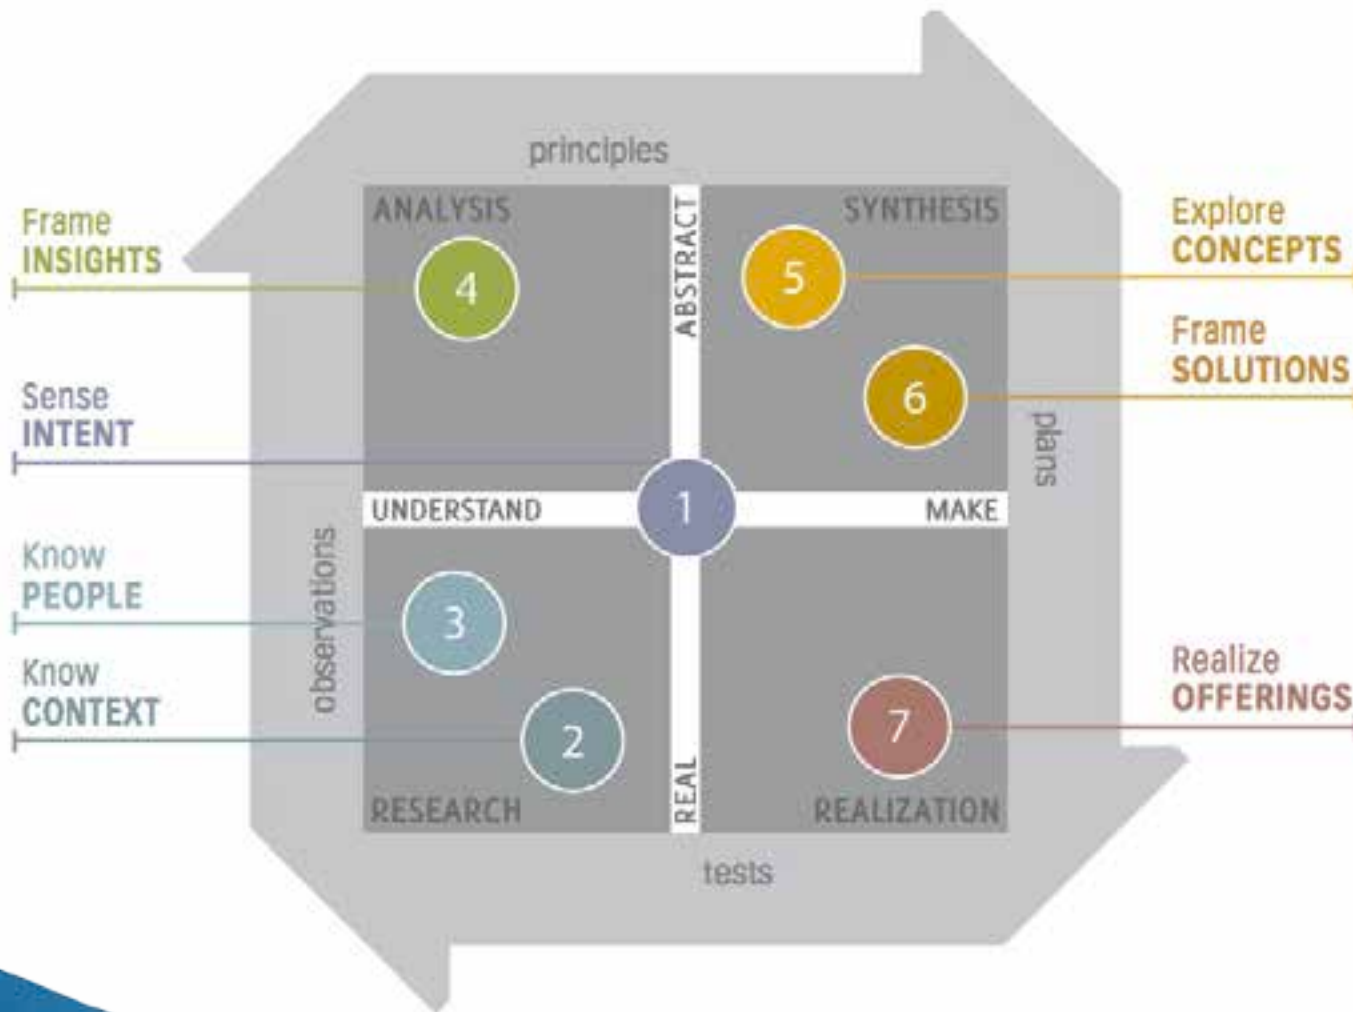 principles
ANALYSIS
SYNTHESIS
ABSTRACT
Frame
INSIGHTS
4
5
Explore
CONCEPTS
Frame
SOLUTIONS
6
plans
Sense
INTENT
UNDERSTAND
1
MAKE
observations
Know
PEOPLE
3
Know
CONTEXT
2
7
Realize
OFFERINGS
RESEARCH
REAL
REALIZATION
tests